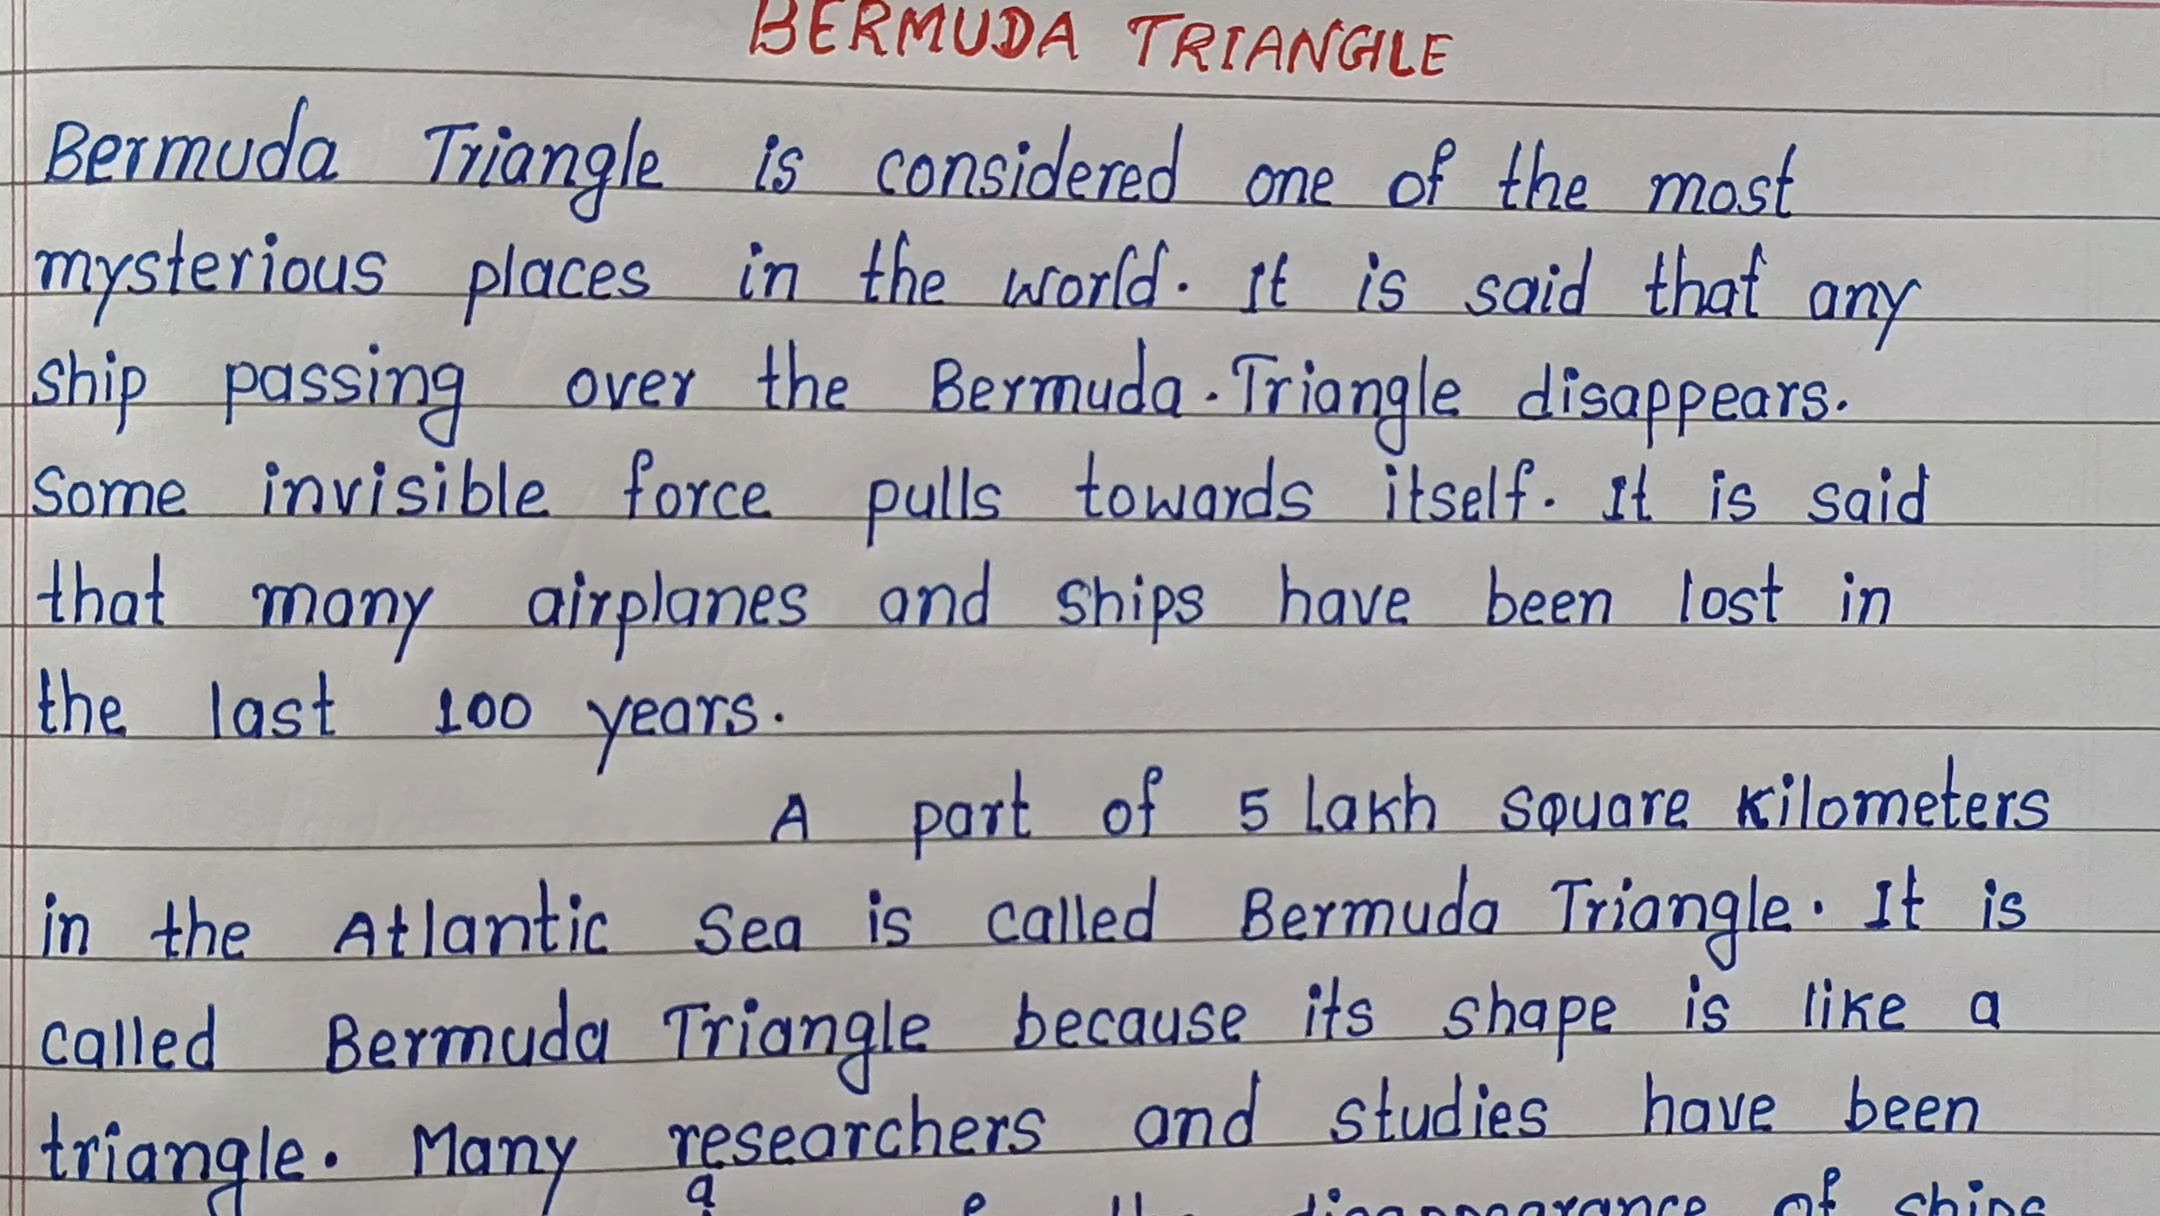 BERMUDA TRIANGLE
Bermuda Triangle is considered one of the most
mysterious places in the world. It is said that any
ship passing over the Bermuda. Triangle disappears.
Some invisible force pulls towards itself. It is said
that many airplanes and ships have been lost in
the last 100 years.
A part of 5 lakh square kilometers
in the Atlantic Sea is called Bermuda Triangle. It is
called Bermuda Triangle because its shape is like a
triangle. Many researchers and studies have been
disappearance of ships